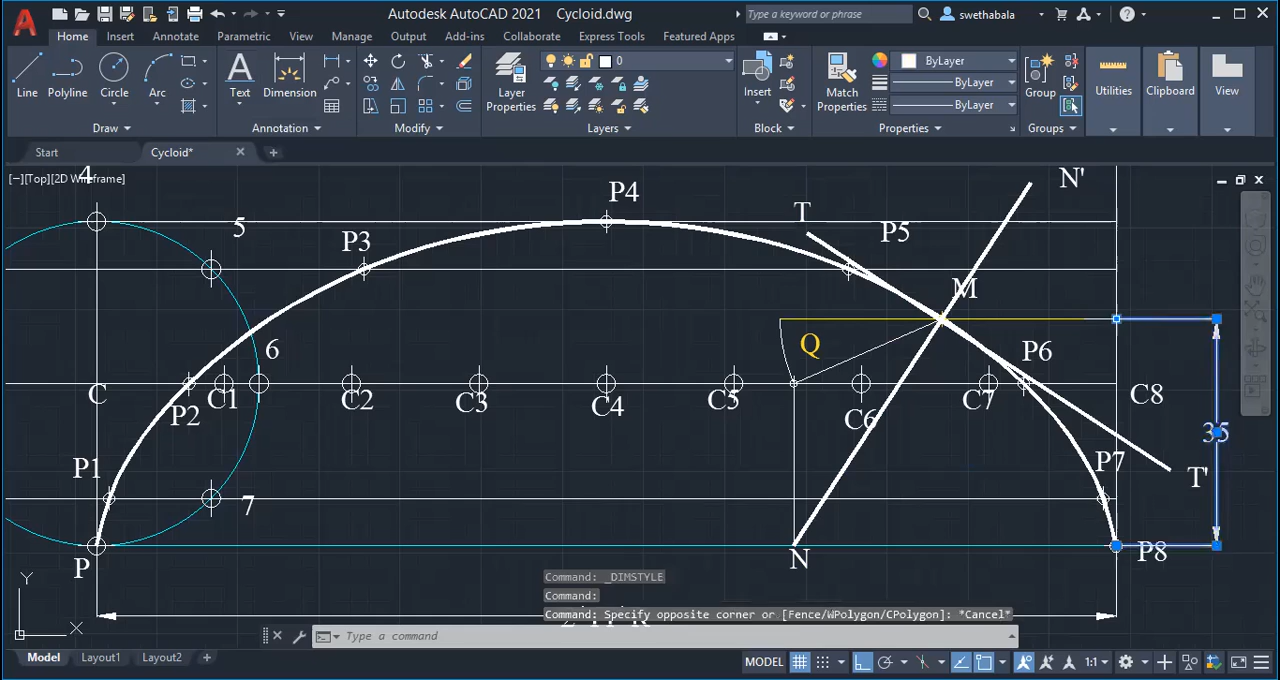 Autodesk AutoCAD 2021 Cycloid.dwg
Type a keyword or phrase
swethabala
Home Insert Annotate Parametric View Manage Output Add-ins Collaborate Express Tools Featured Apps
0
ByLayer
ByLayer
ByLayer
Line Polyline Circle Arc Text Dimension
Layer
Properties
Insert
Match
Properties
Group
Utilities Clipboard View
Draw Annotation Modify Layers Block Properties Groups
Start Cycloid*
[−][Top][2D Wireframe]
4
N'
P4
T
5
P3
P5
M
Q
6
P6
C
P2
C1
C2
C3
C4
C5
C6
C7
C8
35
P1
P7
T'
7
N
P
P8
Y
X
Command: _DIMSTYLE
Command:
Command: Specify opposite corner or [Fence/WPolygon/CPolygon]: *Cancel*
Type a command
Model Layout1 Layout2 +
MODEL
1:1